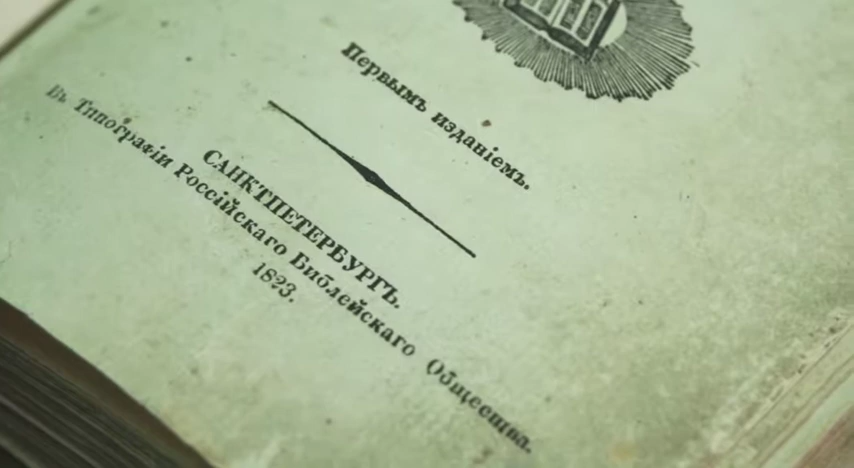 Первымъ изданіемъ.
САНКТПЕТЕРБУРГЪ.
Въ Типографіи Россійскаго Библейскаго Общества.
1823.